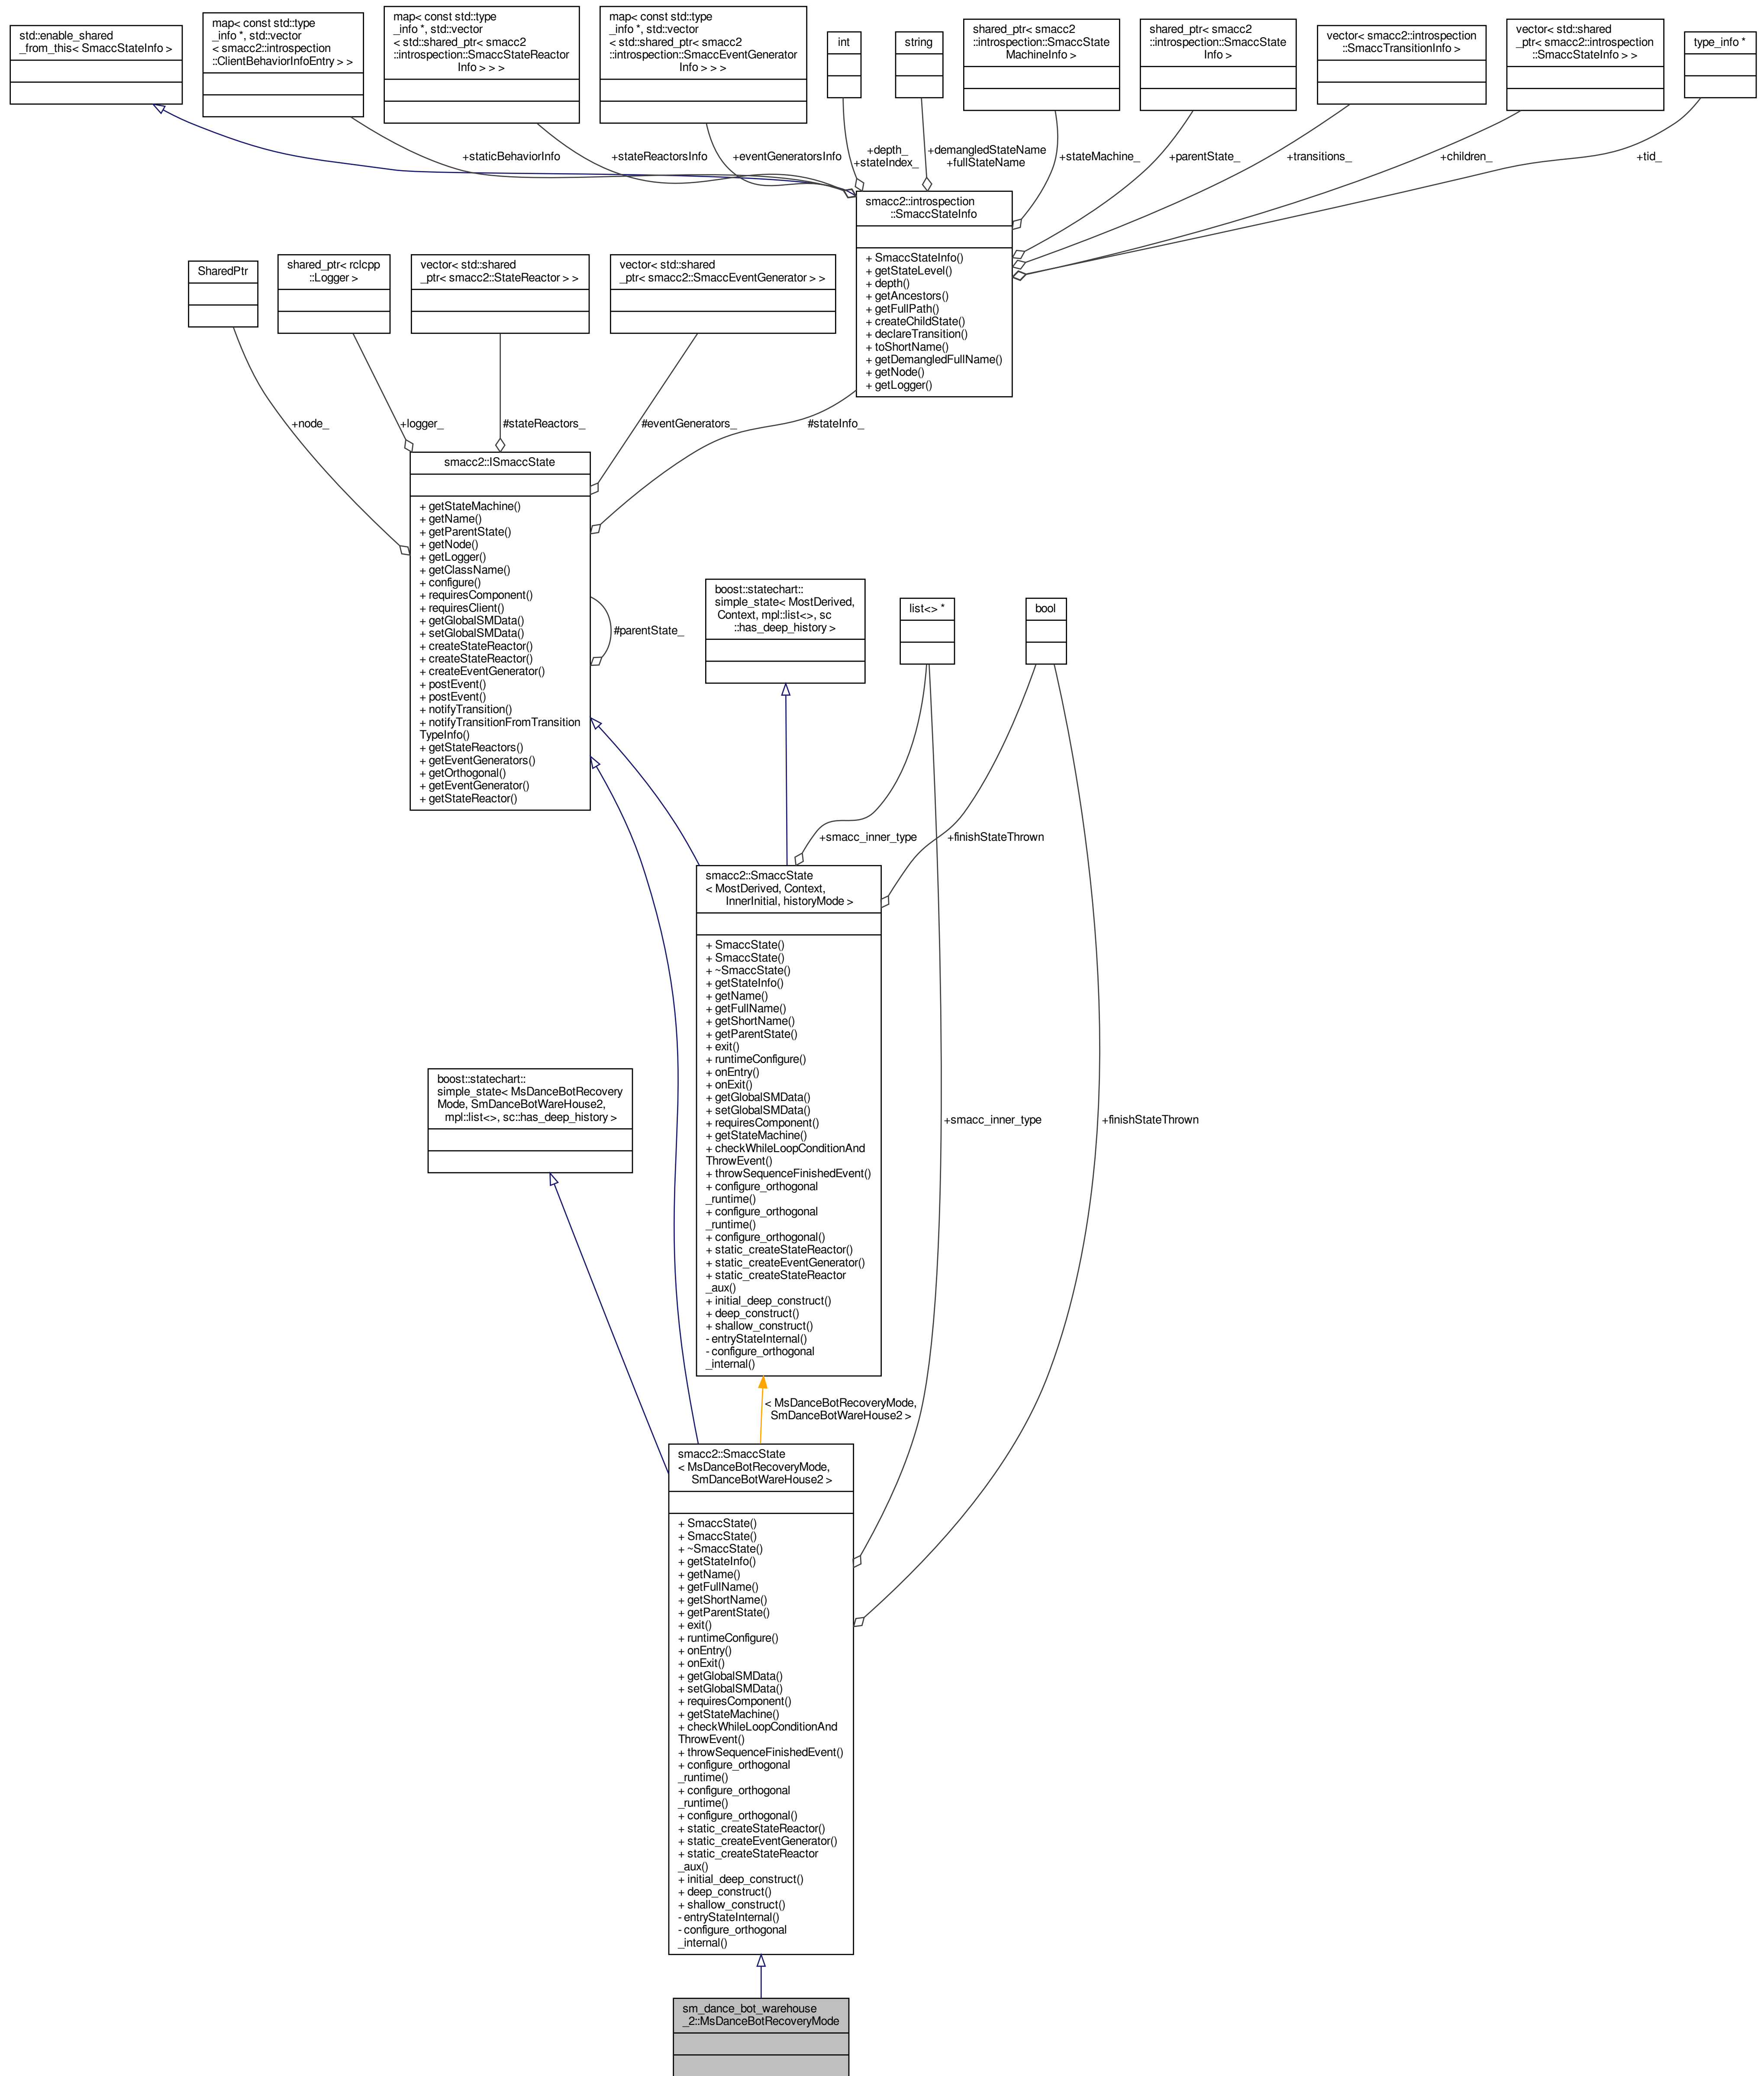 std::enable_shared
_from_this< SmaccStateInfo >
map< const std::type
_info *, std::vector
< smacc2::introspection
::ClientBehaviorInfoEntry > >
map< const std::type
_info *, std::vector
< std::shared_ptr< smacc2
::introspection::SmaccStateReactor
Info > > >
map< const std::type
_info *, std::vector
< std::shared_ptr< smacc2
::introspection::SmaccEventGenerator
Info > > >
int
string
shared_ptr< smacc2
::introspection::SmaccState
MachineInfo >
shared_ptr< smacc2
::introspection::SmaccState
Info >
vector< smacc2::introspection
::SmaccTransitionInfo >
vector< std::shared
_ptr< smacc2::introspection
::SmaccStateInfo > >
type_info *
+staticBehaviorInfo
+stateReactorsInfo
+eventGeneratorsInfo
+depth_
+stateIndex_
+demangledStateName
+fullStateName
+stateMachine_
+parentState_
+transitions_
+children_
+tid_
smacc2::introspection
::SmaccStateInfo
+ SmaccStateInfo()
+ getStateLevel()
+ depth()
+ getAncestors()
+ getFullPath()
+ createChildState()
+ declareTransition()
+ toShortName()
+ getDemangledFullName()
+ getNode()
+ getLogger()
SharedPtr
shared_ptr< rclcpp
::Logger >
vector< std::shared
_ptr< smacc2::StateReactor > >
vector< std::shared
_ptr< smacc2::SmaccEventGenerator > >
+node_
+logger_
#stateReactors_
#eventGenerators_
#stateInfo_
smacc2::ISmaccState
+ getStateMachine()
+ getName()
+ getParentState()
+ getNode()
+ getLogger()
+ getClassName()
+ configure()
+ requiresComponent()
+ requiresClient()
+ getGlobalSMData()
+ setGlobalSMData()
+ createStateReactor()
+ createStateReactor()
+ createEventGenerator()
+ postEvent()
+ postEvent()
+ notifyTransition()
+ notifyTransitionFromTransition
TypeInfo()
+ getStateReactors()
+ getEventGenerators()
+ getOrthogonal()
+ getEventGenerator()
+ getStateReactor()
#parentState_
boost::statechart::
simple_state< MostDerived,
Context, mpl::list<>, sc
::has_deep_history >
list<> *
bool
+smacc_inner_type
+finishStateThrown
smacc2::SmaccState
< MostDerived, Context,
InnerInitial, historyMode >
+ SmaccState()
+ SmaccState()
+ ~SmaccState()
+ getStateInfo()
+ getName()
+ getFullName()
+ getShortName()
+ getParentState()
+ exit()
+ runtimeConfigure()
+ onEntry()
+ onExit()
+ getGlobalSMData()
+ setGlobalSMData()
+ requiresComponent()
+ getStateMachine()
+ checkWhileLoopConditionAnd
ThrowEvent()
+ throwSequenceFinishedEvent()
+ configure_orthogonal
_runtime()
+ configure_orthogonal
_runtime()
+ configure_orthogonal()
+ static_createStateReactor()
+ static_createEventGenerator()
+ static_createStateReactor
_aux()
+ initial_deep_construct()
+ deep_construct()
+ shallow_construct()
- entryStateInternal()
- configure_orthogonal
_internal()
boost::statechart::
simple_state< MsDanceBotRecovery
Mode, SmDanceBotWareHouse2,
mpl::list<>, sc::has_deep_history >
+smacc_inner_type
+finishStateThrown
< MsDanceBotRecoveryMode,
SmDanceBotWareHouse2 >
smacc2::SmaccState
< MsDanceBotRecoveryMode,
SmDanceBotWareHouse2 >
+ SmaccState()
+ SmaccState()
+ ~SmaccState()
+ getStateInfo()
+ getName()
+ getFullName()
+ getShortName()
+ getParentState()
+ exit()
+ runtimeConfigure()
+ onEntry()
+ onExit()
+ getGlobalSMData()
+ setGlobalSMData()
+ requiresComponent()
+ getStateMachine()
+ checkWhileLoopConditionAnd
ThrowEvent()
+ throwSequenceFinishedEvent()
+ configure_orthogonal
_runtime()
+ configure_orthogonal
_runtime()
+ configure_orthogonal()
+ static_createStateReactor()
+ static_createEventGenerator()
+ static_createStateReactor
_aux()
+ initial_deep_construct()
+ deep_construct()
+ shallow_construct()
- entryStateInternal()
- configure_orthogonal
_internal()
sm_dance_bot_warehouse
_2::MsDanceBotRecoveryMode